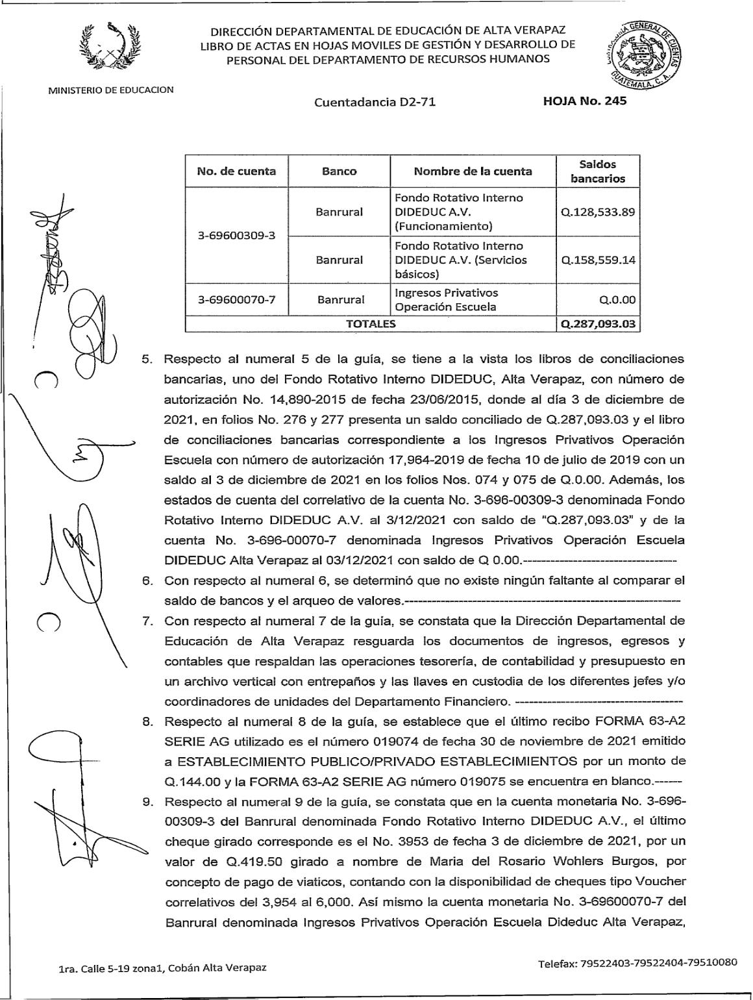 DIRECCIÓN DEPARTAMENTAL DE EDUCACIÓN DE ALTA VERAPAZ
LIBRO DE ACTAS EN HOJAS MOVILES DE GESTIÓN Y DESARROLLO DE
PERSONAL DEL DEPARTAMENTO DE RECURSOS HUMANOS
GENERAL DE CUENTAS
GUATEMALA, C. A.
MINISTERIO DE EDUCACION
Cuentadancia D2-71
HOJA No. 245
No. de cuenta Banco Nombre de la cuenta Saldos bancarios
3-69600309-3
Banrural
Fondo Rotativo Interno
DIDEDUC A.V.
(Funcionamiento)
Q.128,533.89
Banrural
Fondo Rotativo Interno
DIDEDUC A.V. (Servicios
básicos)
Q.158,559.14
3-69600070-7
Banrural
Ingresos Privativos
Operación Escuela
Q.0.00
TOTALES Q.287,093.03
5. Respecto al numeral 5 de la guía, se tiene a la vista los libros de conciliaciones
bancarias, uno del Fondo Rotativo Interno DIDEDUC, Alta Verapaz, con número de
autorización No. 14,890-2015 de fecha 23/06/2015, donde al día 3 de diciembre de
2021, en folios No. 276 y 277 presenta un saldo conciliado de Q.287,093.03 y el libro
de conciliaciones bancarias correspondiente a los Ingresos Privativos Operación
Escuela con número de autorización 17,964-2019 de fecha 10 de julio de 2019 con un
saldo al 3 de diciembre de 2021 en los folios Nos. 074 y 075 de Q.0.00. Además, los
estados de cuenta del correlativo de la cuenta No. 3-696-00309-3 denominada Fondo
Rotativo Interno DIDEDUC A.V. al 3/12/2021 con saldo de “Q.287,093.03” y de la
cuenta No. 3-696-00070-7 denominada Ingresos Privativos Operación Escuela
DIDEDUC Alta Verapaz al 03/12/2021 con saldo de Q 0.00.----------------------------------
6. Con respecto al numeral 6, se determinó que no existe ningún faltante al comparar el
saldo de bancos y el arqueo de valores.-------------------------------------------------------------
7. Con respecto al numeral 7 de la guía, se constata que la Dirección Departamental de
Educación de Alta Verapaz resguarda los documentos de ingresos, egresos y
contables que respaldan las operaciones tesorería, de contabilidad y presupuesto en
un archivo vertical con entrepaños y las llaves en custodia de los diferentes jefes y/o
coordinadores de unidades del Departamento Financiero. -------------------------------------
8. Respecto al numeral 8 de la guía, se establece que el último recibo FORMA 63-A2
SERIE AG utilizado es el número 019074 de fecha 30 de noviembre de 2021 emitido
a ESTABLECIMIENTO PUBLICO/PRIVADO ESTABLECIMIENTOS por un monto de
Q.144.00 y la FORMA 63-A2 SERIE AG número 019075 se encuentra en blanco.------
9. Respecto al numeral 9 de la guía, se constata que en la cuenta monetaria No. 3-696-
00309-3 del Banrural denominada Fondo Rotativo Interno DIDEDUC A.V., el último
cheque girado corresponde es el No. 3953 de fecha 3 de diciembre de 2021, por un
valor de Q.419.50 girado a nombre de Maria del Rosario Wohlers Burgos, por
concepto de pago de viaticos, contando con la disponibilidad de cheques tipo Voucher
correlativos del 3,954 al 6,000. Así mismo la cuenta monetaria No. 3-69600070-7 del
Banrural denominada Ingresos Privativos Operación Escuela Dideduc Alta Verapaz,
1ra. Calle 5-19 zona1, Cobán Alta Verapaz
Telefax: 79522403-79522404-79510080